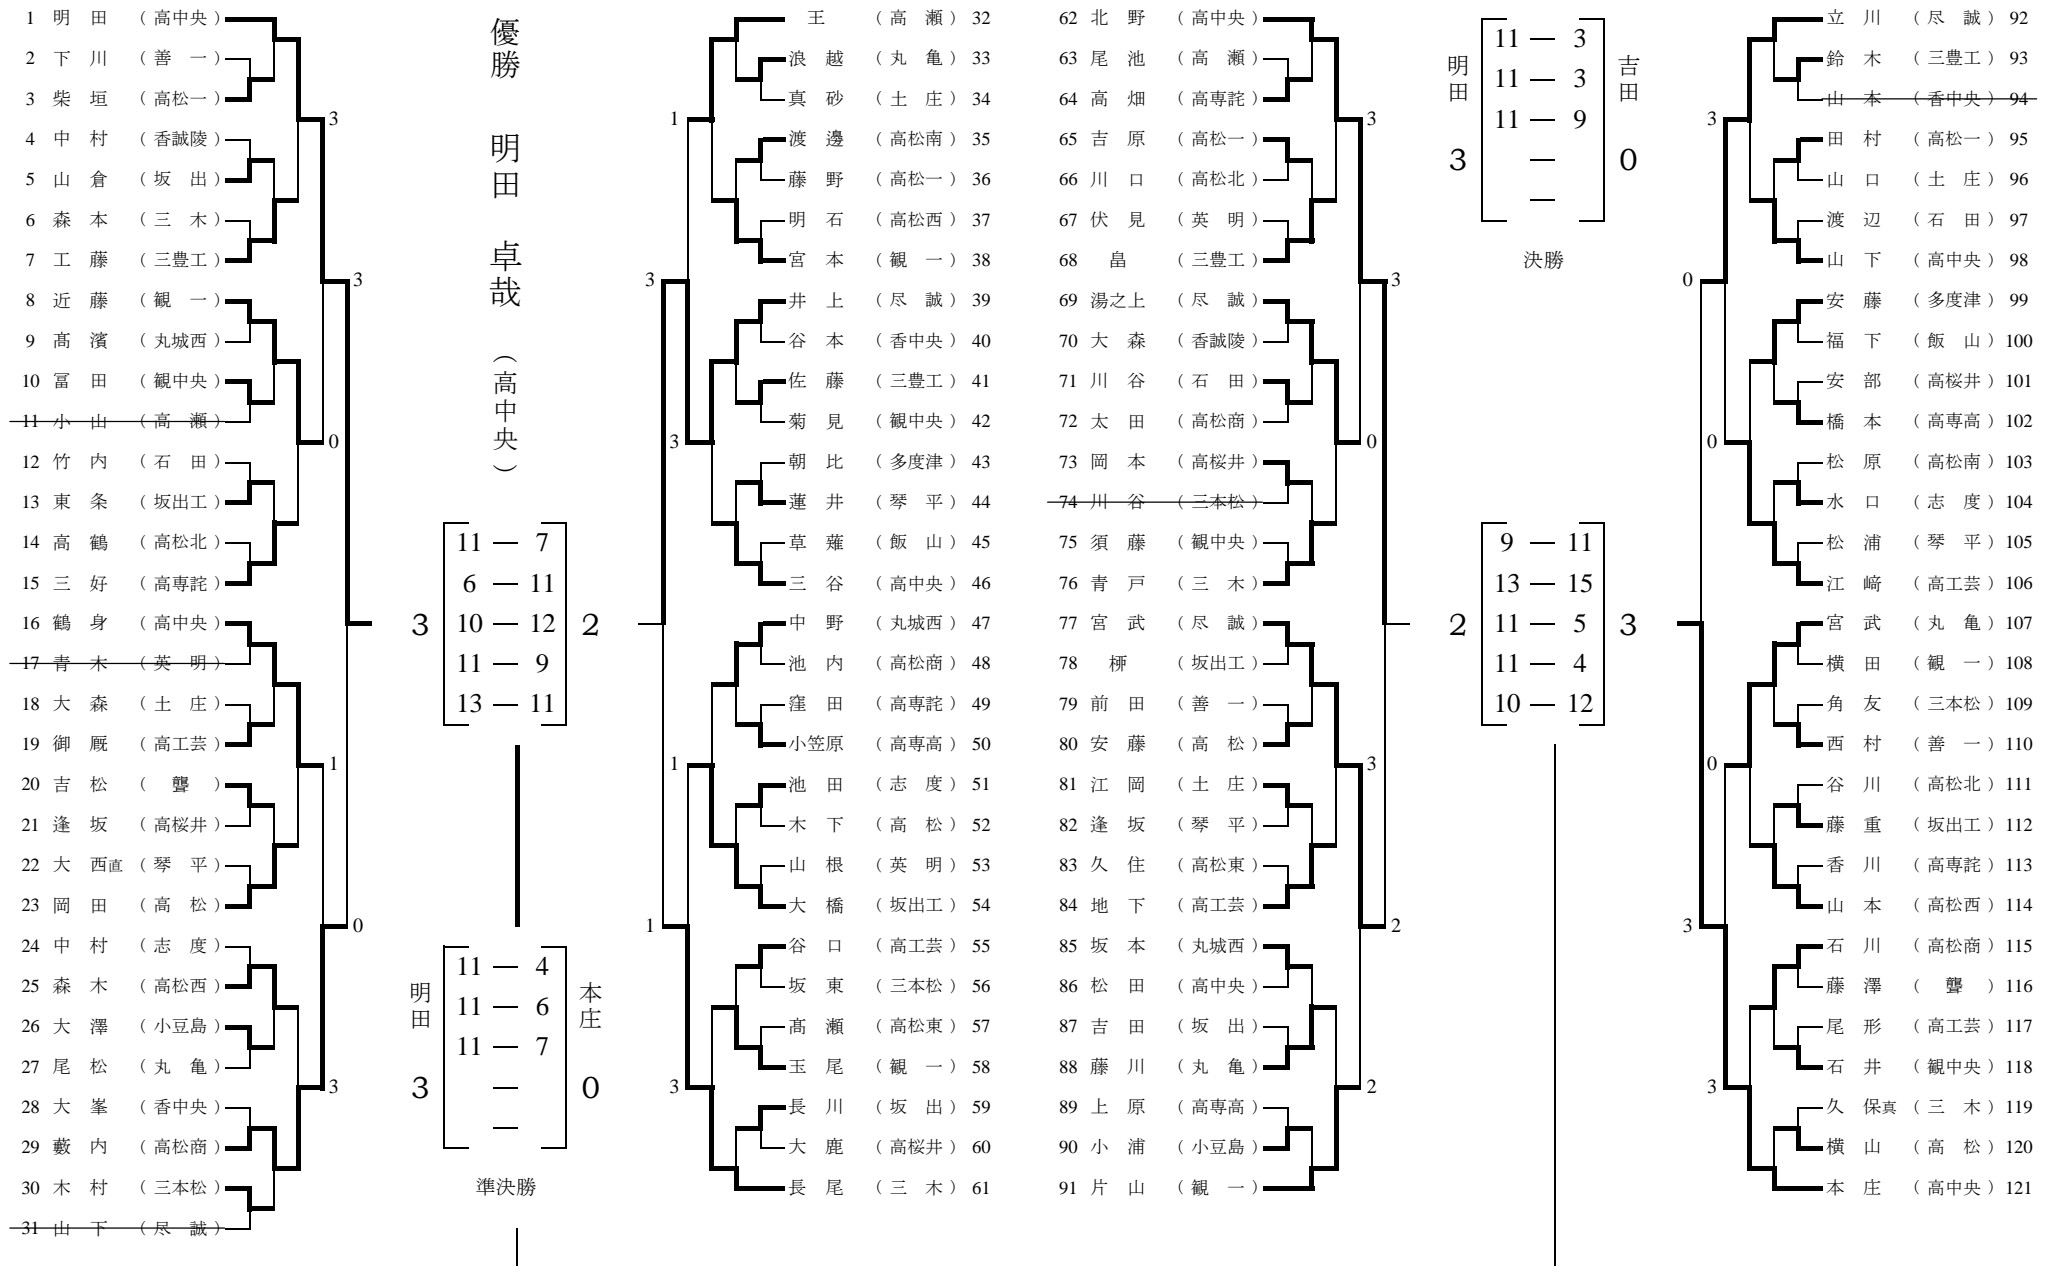 1 明田 （高中央）
2 下川 （善一）
3 柴垣 （高松一）
4 中村 （香誠陵）
5 山倉 （坂出）
6 森本 （三木）
7 工藤 （三豊工）
8 近藤 （観一）
9 髙濱 （丸城西）
10 冨田 （観中央）
11 小山 （高瀬）
12 竹内 （石田）
13 東条 （坂出工）
14 高鶴 （高松北）
15 三好 （高専詫）
16 鶴身 （高中央）
17 青木 （英明）
18 大森 （土庄）
19 御厩 （高工芸）
20 吉松 （聾）
21 逢坂 （高桜井）
22 大西直 （琴平）
23 岡田 （高松）
24 中村 （志度）
25 森木 （高松西）
26 大澤 （小豆島）
27 尾松 （丸亀）
28 大峯 （香中央）
29 藪内 （高松商）
30 木村 （三本松）
31 山下 （尽誠）
3
0
1
3
3
0
優勝 明田 卓哉 （高中央）
3
11 — 7
6 — 11
10 — 12
11 — 9
13 — 11
2
明田
本庄
11 — 4
11 — 6
11 — 7
3 — 0
—
準決勝
1
3
1
3
3
1
王 （高瀬） 32
浪越 （丸亀） 33
真砂 （土庄） 34
渡邊 （高松南） 35
藤野 （高松一） 36
明石 （高松西） 37
宮本 （観一） 38
井上 （尽誠） 39
谷本 （香中央） 40
佐藤 （三豊工） 41
菊見 （観中央） 42
朝比 （多度津） 43
蓮井 （琴平） 44
草薙 （飯山） 45
三谷 （高中央） 46
中野 （丸城西） 47
池内 （高松商） 48
窪田 （高専詫） 49
小笠原 （高専高） 50
池田 （志度） 51
木下 （高松） 52
山根 （英明） 53
大橋 （坂出工） 54
谷口 （高工芸） 55
坂東 （三本松） 56
髙瀬 （高松東） 57
玉尾 （観一） 58
長川 （坂出） 59
大鹿 （高桜井） 60
長尾 （三木） 61
62 北野 （高中央）
63 尾池 （高瀬）
64 高畑 （高専詫）
65 吉原 （高松一）
66 川口 （高松北）
67 伏見 （英明）
68 畠 （三豊工）
69 湯之上 （尽誠）
70 大森 （香誠陵）
71 川谷 （石田）
72 太田 （高松商）
73 岡本 （高桜井）
74 川谷 （三本松）
75 須藤 （観中央）
76 青戸 （三木）
77 宮武 （尽誠）
78 （坂出工）
79 前田 （善一）
80 安藤 （高松）
81 江岡 （土庄）
82 逢坂 （琴平）
83 久住 （高松東）
84 地下 （高工芸）
85 坂本 （丸城西）
86 松田 （高中央）
87 吉田 （坂出）
88 藤川 （丸亀）
89 上原 （高専高）
90 小浦 （小豆島）
91 片山 （観一）
3
0
3
2
3
2
明田
吉田
11 — 3
11 — 3
11 — 9
3 — 0
—
決勝
2
9 — 11
13 — 15
11 — 5
11 — 4
10 — 12
3
3
0
0
3
0
3
立川 （尽誠） 92
鈴木 （三豊工） 93
山本 （香中央） 94
田村 （高松一） 95
山口 （土庄） 96
渡辺 （石田） 97
山下 （高中央） 98
安藤 （多度津） 99
福下 （飯山） 100
安部 （高桜井） 101
橋本 （高専高） 102
松原 （高松南） 103
水口 （志度） 104
松浦 （琴平） 105
江﨑 （高工芸） 106
宮武 （丸亀） 107
横田 （観一） 108
角友 （三本松） 109
西村 （善一） 110
谷川 （高松北） 111
藤重 （坂出工） 112
香川 （高専詫） 113
山本 （高松西） 114
石川 （高松商） 115
藤澤 （聾） 116
尾形 （高工芸） 117
石井 （観中央） 118
久保真 （三木） 119
横山 （高松） 120
本庄 （高中央） 121